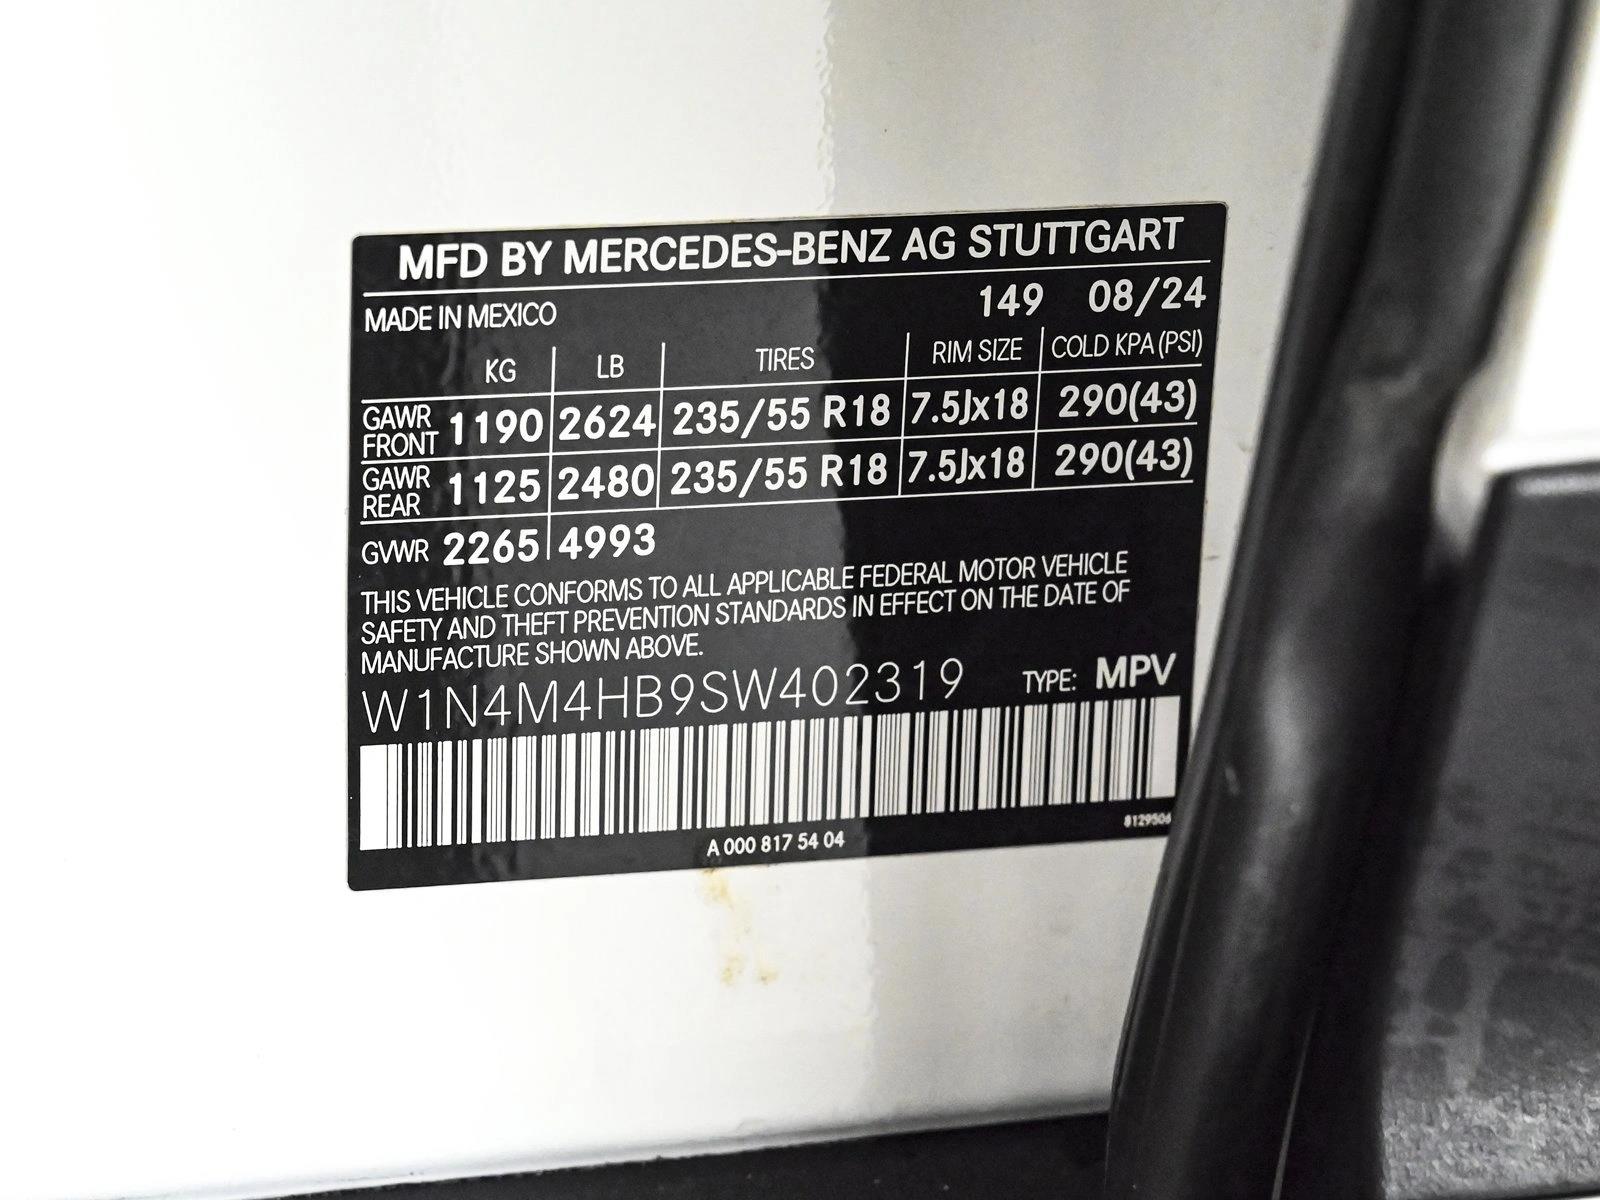 MFD BY MERCEDES-BENZ AG STUTTGART
MADE IN MEXICO 149 08/24
KG LB TIRES RIM SIZE COLD KPA (PSI)
GAWR FRONT 1190 2624 235/55 R18 7.5Jx18 290(43)
GAWR REAR 1125 2480 235/55 R18 7.5Jx18 290(43)
GVWR 2265 4993
THIS VEHICLE CONFORMS TO ALL APPLICABLE FEDERAL MOTOR VEHICLE
SAFETY AND THEFT PREVENTION STANDARDS IN EFFECT ON THE DATE OF
MANUFACTURE SHOWN ABOVE.
W1N4M4HB9SW402319 TYPE: MPV
A 000 817 54 04 8129506